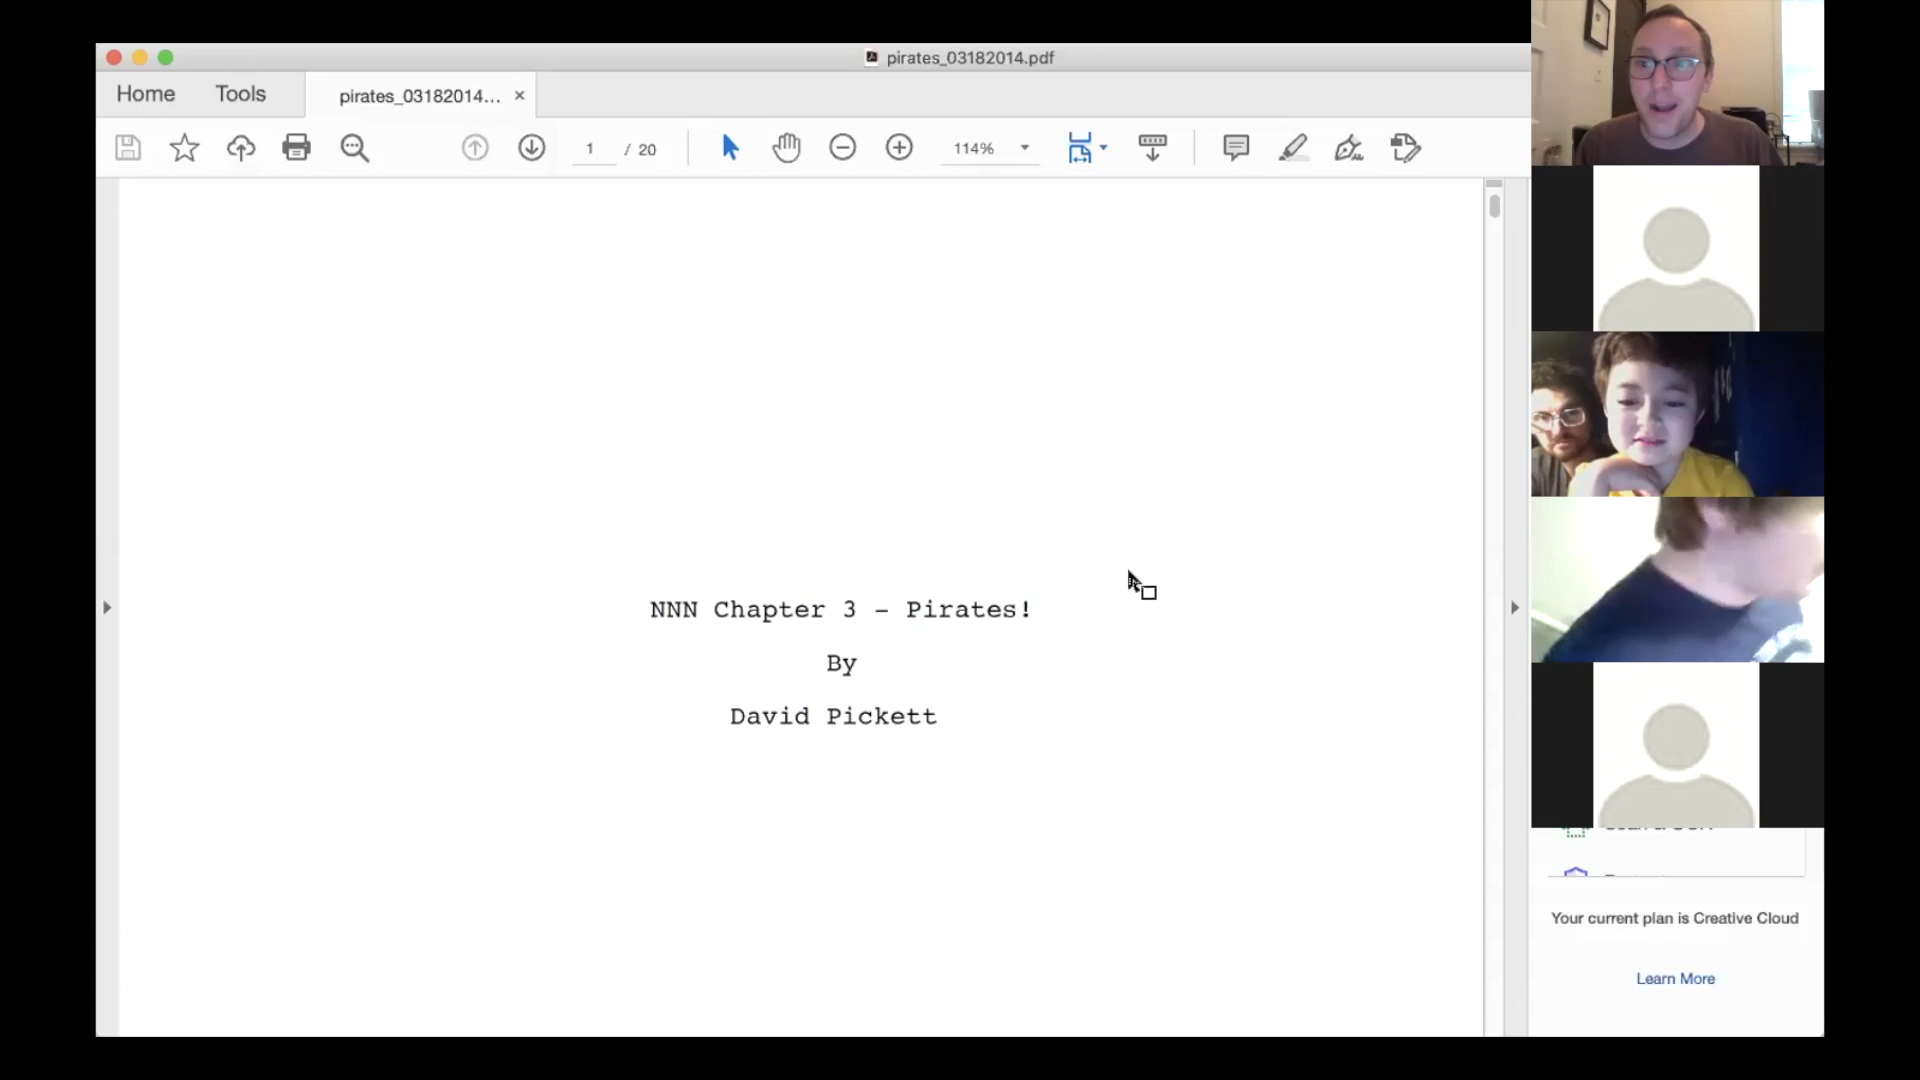 pirates_03182014.pdf
Home
Tools
pirates_03182014...
1 / 20
114%
NNN Chapter 3 - Pirates!
By
David Pickett
Your current plan is Creative Cloud
Learn More